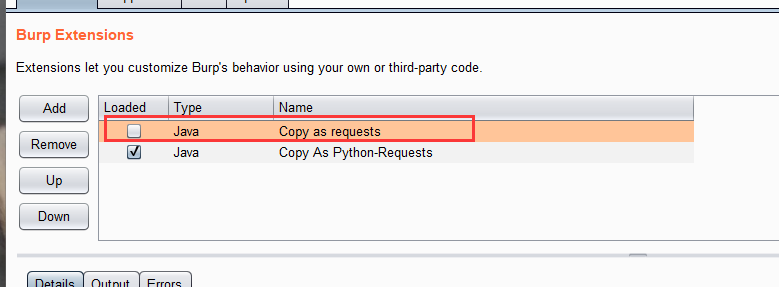 Burp Extensions
Extensions let you customize Burp's behavior using your own or third-party code.
Add
Remove
Up
Down
Loaded Type Name
Java Copy as requests
Java Copy As Python-Requests
Details Output Errors